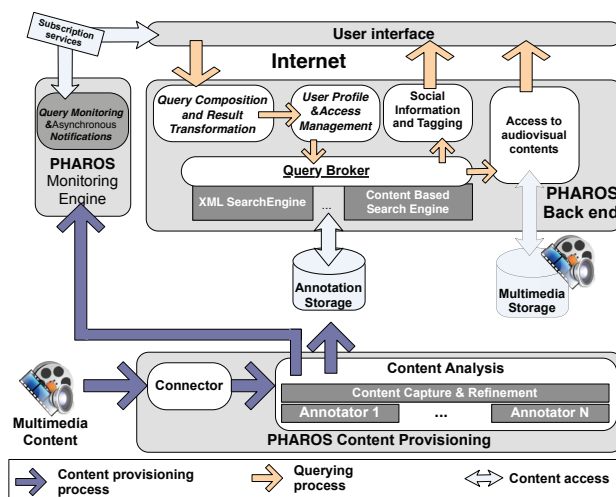 Subscription
services
User interface
Internet
Query Composition
and Result
Transformation
User Profile
&Access
Management
Social
Information
and Tagging
Access to
audiovisual
contents
Query Monitoring
&Asynchronous
Notifications
PHAROS
Monitoring
Engine
Query Broker
XML SearchEngine
...
Content Based
Search Engine
PHAROS
Back end
Annotation
Storage
Multimedia
Storage
Multimedia
Content
Connector
Content Analysis
Content Capture & Refinement
Annotator 1
...
Annotator N
PHAROS Content Provisioning
Content provisioning
process
Querying
process
Content access